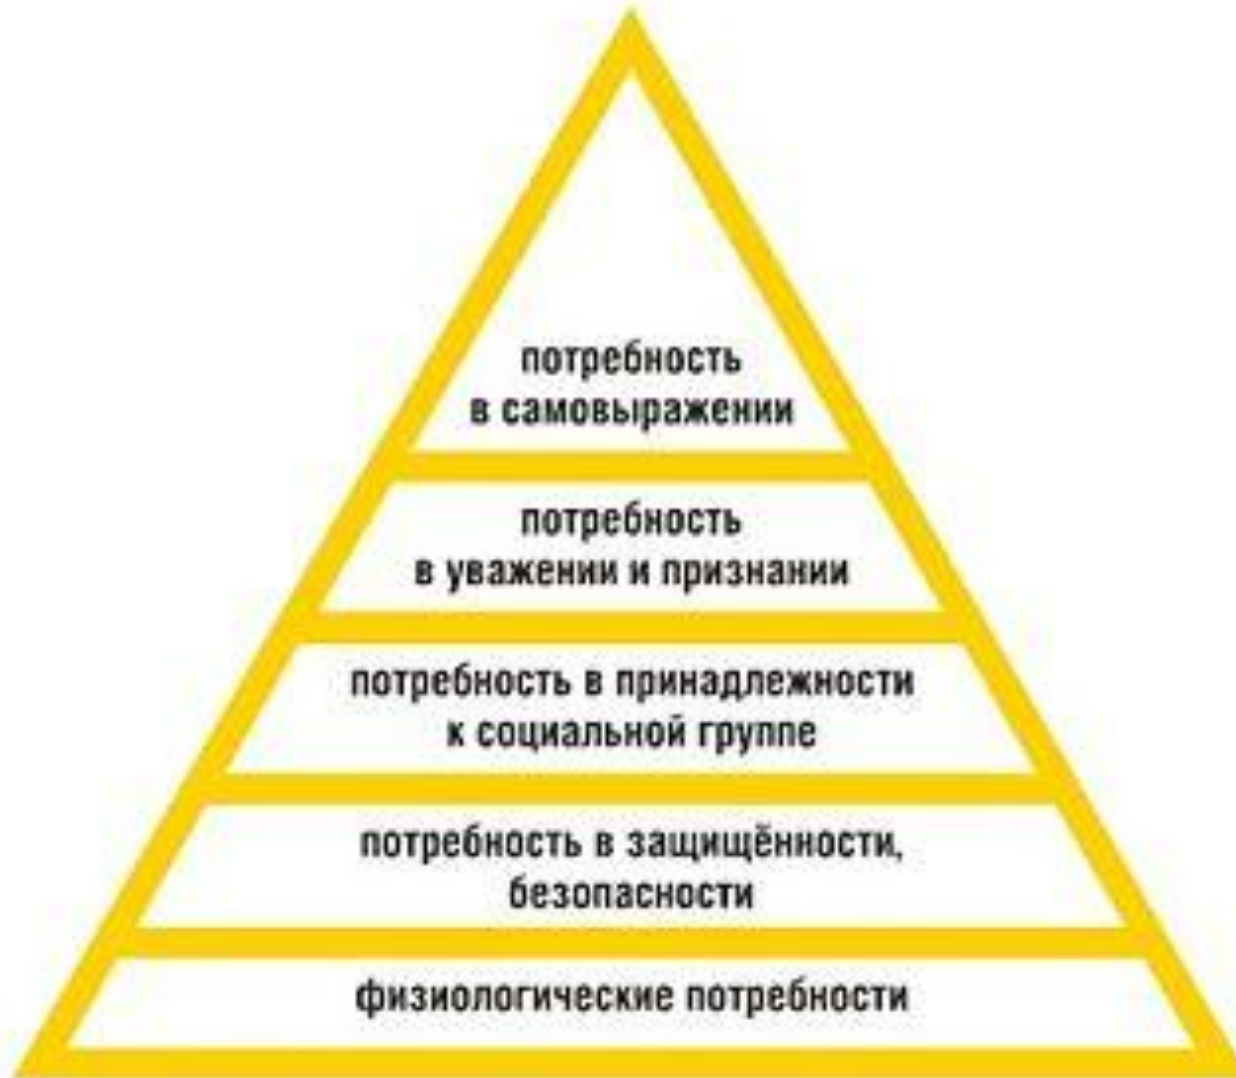 потребность
в самовыражении
потребность
в уважении и признании
потребность в принадлежности
к социальной группе
потребность в защищённости,
безопасности
физиологические потребности